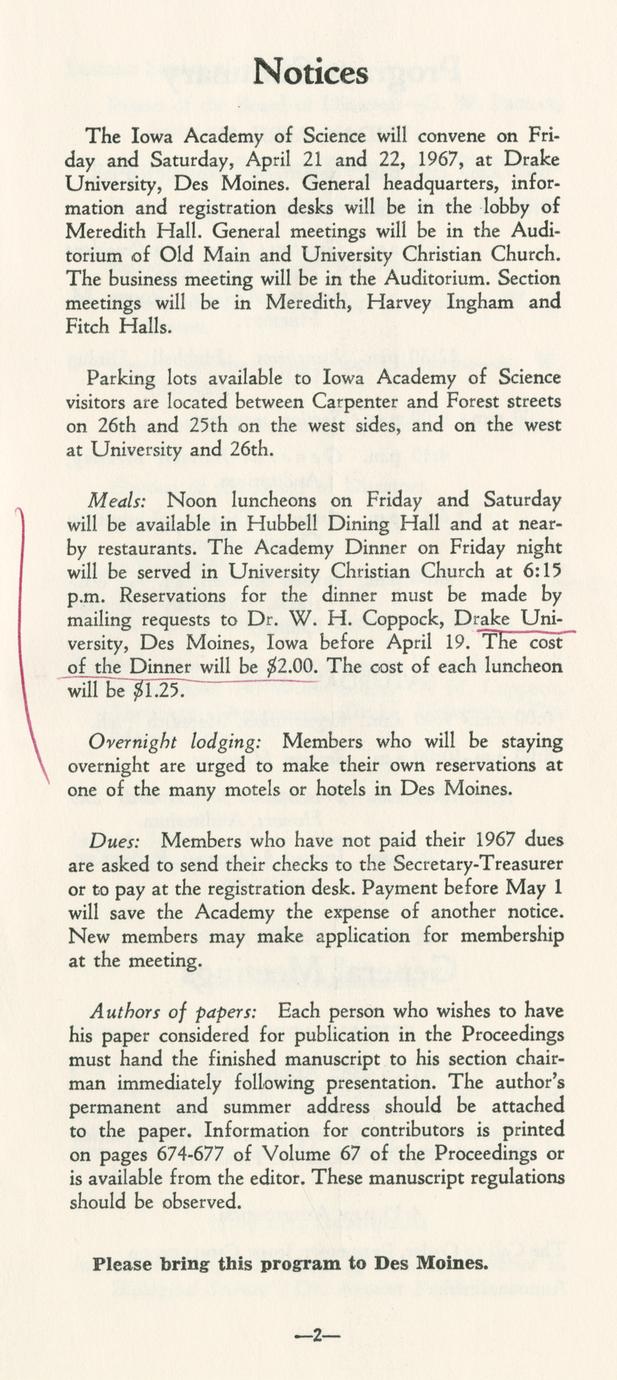 Notices
The Iowa Academy of Science will convene on Fri-
day and Saturday, April 21 and 22, 1967, at Drake
University, Des Moines. General headquarters, infor-
mation and registration desks will be in the lobby of
Meredith Hall. General meetings will be in the Audi-
torium of Old Main and University Christian Church.
The business meeting will be in the Auditorium. Section
meetings will be in Meredith, Harvey Ingham and
Fitch Halls.
Parking lots available to Iowa Academy of Science
visitors are located between Carpenter and Forest streets
on 26th and 25th on the west sides, and on the west
at University and 26th.
Meals: Noon luncheons on Friday and Saturday
will be available in Hubbell Dining Hall and at near-
by restaurants. The Academy Dinner on Friday night
will be served in University Christian Church at 6:15
p.m. Reservations for the dinner must be made by
mailing requests to Dr. W. H. Coppock, Drake Uni-
versity, Des Moines, Iowa before April 19. The cost
of the Dinner will be $2.00. The cost of each luncheon
will be $1.25.
Overnight lodging: Members who will be staying
overnight are urged to make their own reservations at
one of the many motels or hotels in Des Moines.
Dues: Members who have not paid their 1967 dues
are asked to send their checks to the Secretary-Treasurer
or to pay at the registration desk. Payment before May 1
will save the Academy the expense of another notice.
New members may make application for membership
at the meeting.
Authors of papers: Each person who wishes to have
his paper considered for publication in the Proceedings
must hand the finished manuscript to his section chair-
man immediately following presentation. The author's
permanent and summer address should be attached
to the paper. Information for contributors is printed
on pages 674-677 of Volume 67 of the Proceedings or
is available from the editor. These manuscript regulations
should be observed.
Please bring this program to Des Moines.
—2—